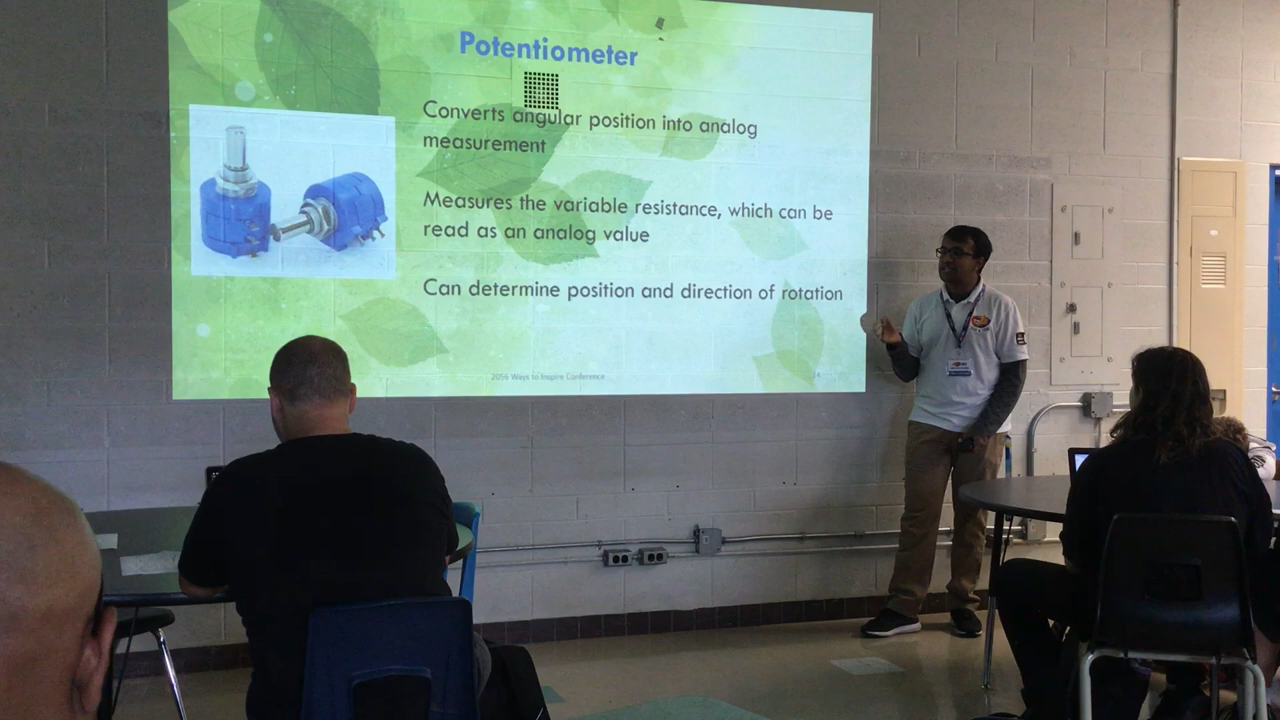 Potentiometer
Converts angular position into analog
measurement
Measures the variable resistance, which can be
read as an analog value
Can determine position and direction of rotation
2056 Ways to Inspire Conference